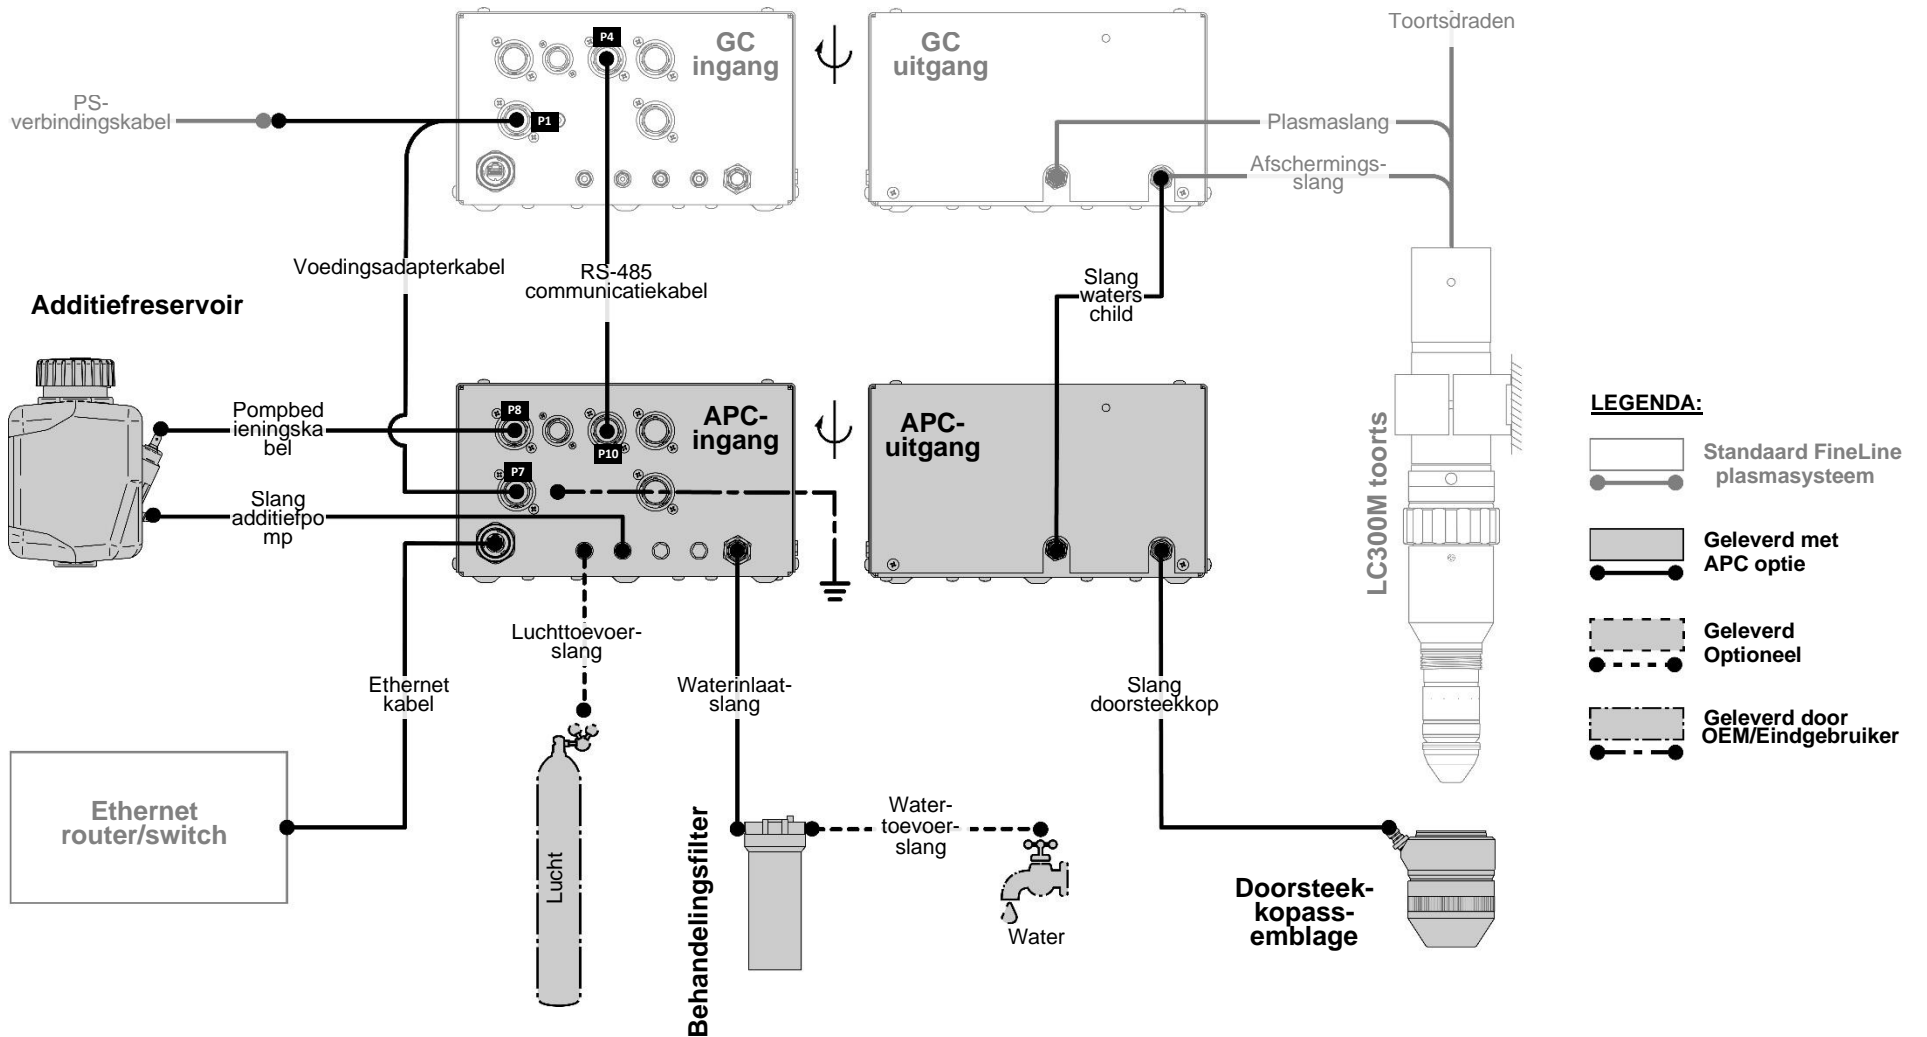 Toortsdraden
P4
GC
ingang
GC
uitgang
PS-
verbindingskabel
P1
Plasmaslang
Afschermings-
slang
Voedingsadapterkabel
RS-485
communicatiekabel
Slang
waters
child
Additiefreservoir
LEGENDA:
Standaard FineLine
plasmasysteem
Geleverd met
APC optie
Geleverd
Optioneel
Geleverd door
OEM/Eindgebruiker
Pompbed
ieningska
bel
P8
APC-
ingang
P10
P7
APC-
uitgang
LC300M toorts
Slang
additiefpo
mp
Luchttoevoer-
slang
Ethernet
kabel
Waterinlaat-
slang
Slang
doorsteekkop
Ethernet
router/switch
Lucht
Behandelingsfilter
Water-
toevoer-
slang
Water
Doorsteek-
kopass-
emblage